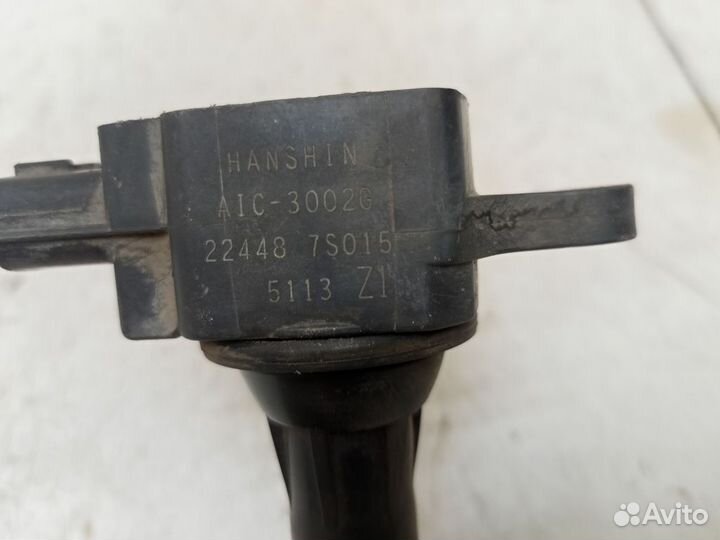 HANSHIN
AIC-3002G
22448 7S015
5113 Z1
Avito